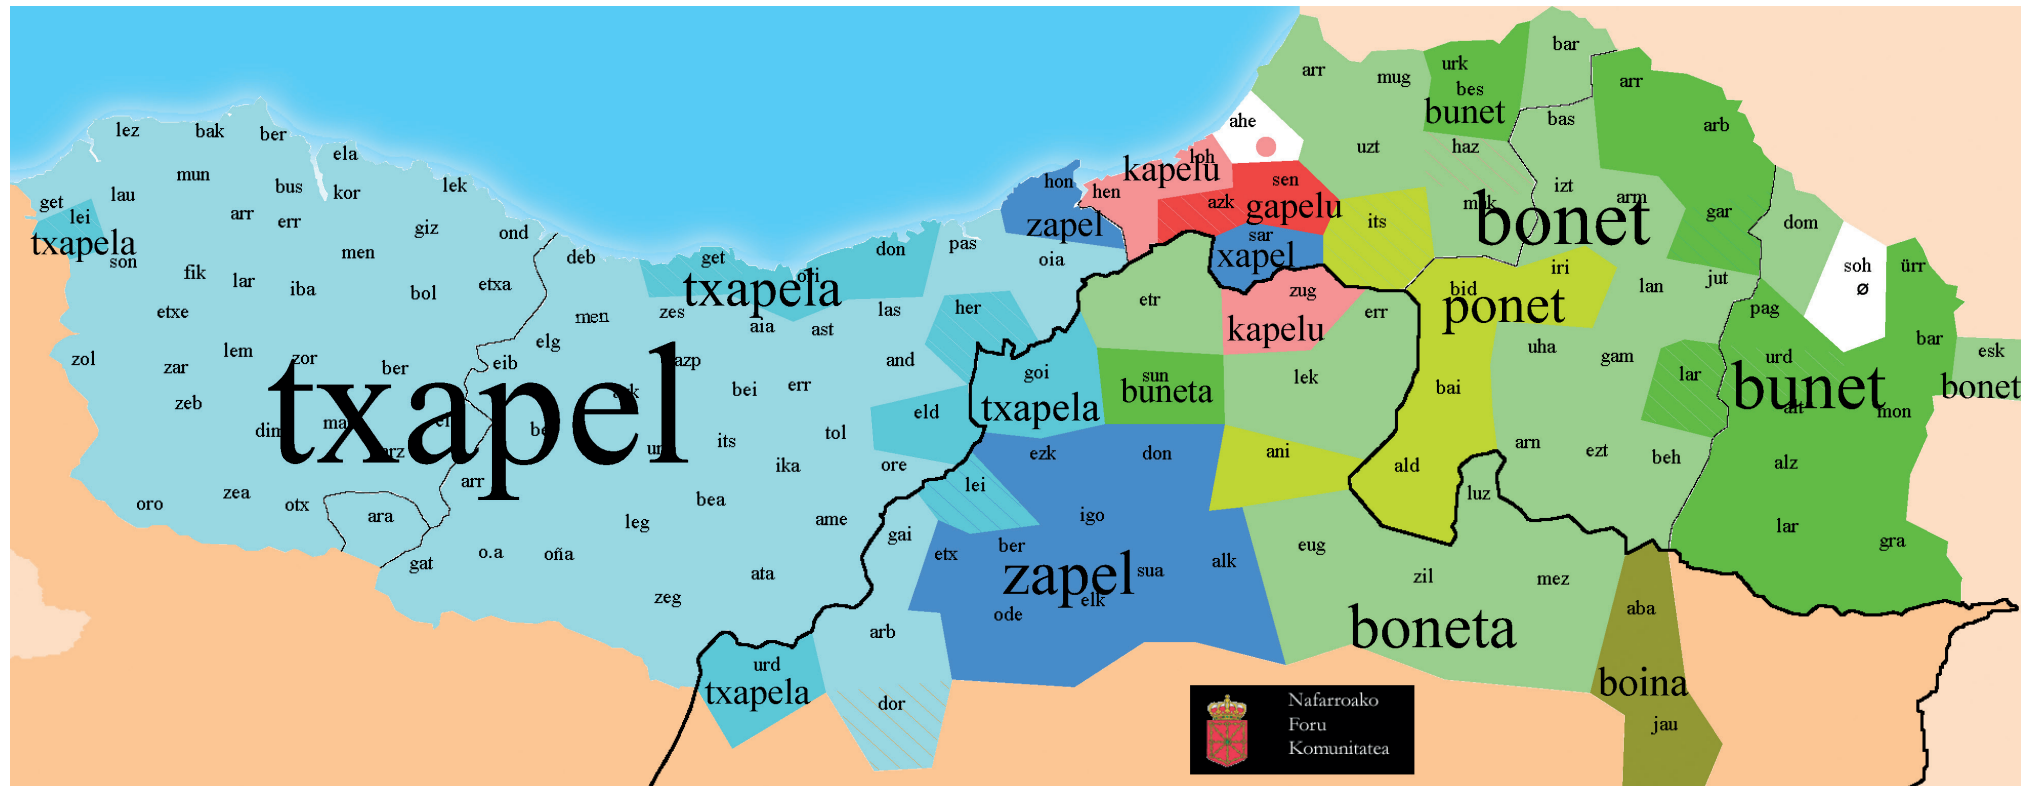 bar
urk
arr
mug
arr
bes
bunet
arb
lez
bak
ber
ahe
bas
ela
uzt
haz
loh
kapelu
mun
bus
kor
lek
hon
hen
sen
izt
arm
get
lau
lei
arr
err
giz
azk
gapelu
its
bonet
gar
dom
txapela
ond
zapel
sar
xapel
pas
oia
don
get
deb
son
men
fik
lar
iba
bol
etxa
etxe
txapela
ori
las
her
etr
zug
kapelu
err
bid
ponet
iri
lan
jut
pag
soh
ø
ürr
men
zes
aia
ast
elg
zol
zar
lem
zor
ber
eib
azp
and
goi
sun
buneta
lek
uha
gam
lar
urd
bunet
bar
esk
bonet
zeb
txapel
bei
err
eld
txapela
bai
alt
mon
its
tol
ika
ore
ezk
don
ani
ald
arn
ezt
beh
alz
arr
oro
zea
otx
ara
leg
bea
ame
lei
igo
luz
lar
gra
gat
o.a
oña
ata
zeg
gai
etx
ber
zapel
sua
elk
ode
alk
eug
zil
mez
boneta
aba
boina
jau
arb
urd
txapela
dor
Nafarroako
Foru
Komunitatea